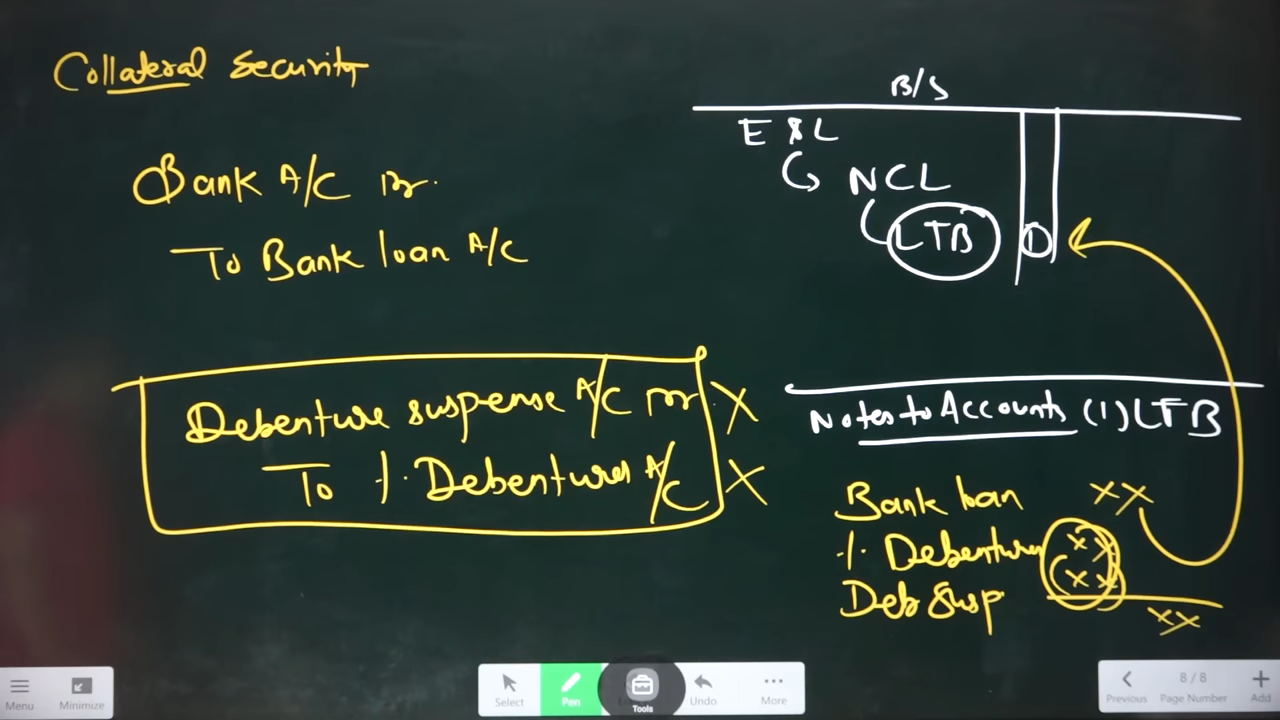 Collateral Security
Bank A/C Dr.
To Bank loan A/C
Debenture suspense A/C Dr X
To %. Debentures A/C X
B/S
E & L
NCL
LTB 1
Notes to Accounts (1) LTB
Bank loan XX
%. Debentures XX
Deb Susp XX
XX
Menu
Minimize
Select
Pen
Tools
Undo
More
Previous
8/8
Page Number
Add